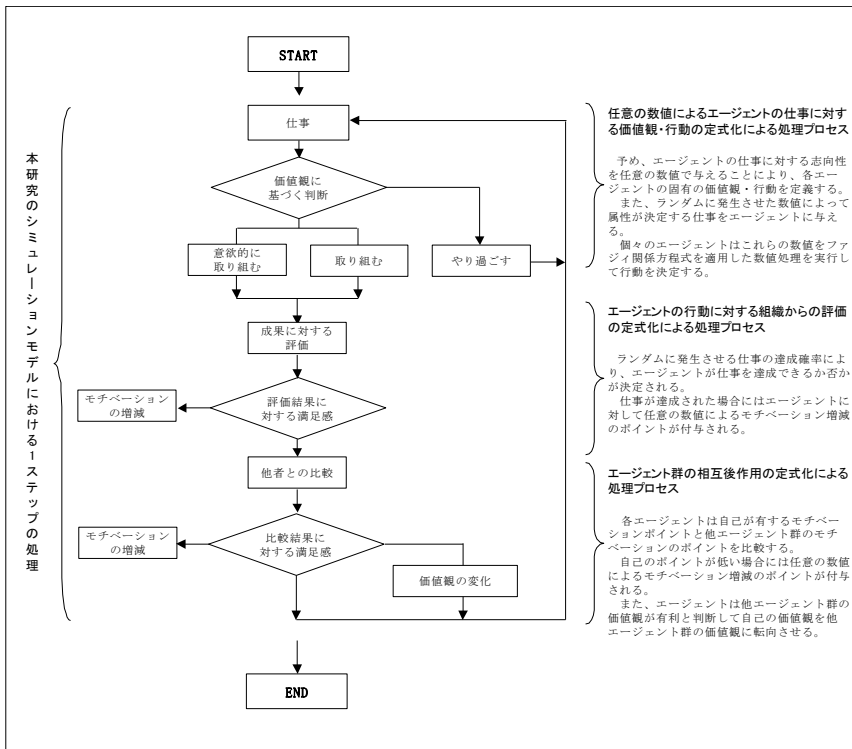 START
仕事
価値観に
基づく判断
意欲的に
取り組む
取り組む
やり過ごす
成果に対する
評価
モチベーション
の増減
評価結果に
対する満足感
他者との比較
モチベーション
の増減
比較結果に
対する満足感
価値観の変化
END
本研究のシミュレーションモデルにおける1ステップの処理
任意の数値によるエージェントの仕事に対す
る価値観・行動の定式化による処理プロセス
予め、エージェントの仕事に対する志向性
を任意の数値で与えることにより、各エー
ジェントの固有の価値観・行動を定義する。
また、ランダムに発生させた数値によって
属性が決定する仕事をエージェントに与え
る。
個々のエージェントはこれらの数値をファ
ジィ関係方程式を適用した数値処理を実行し
て行動を決定する。
エージェントの行動に対する組織からの評価
の定式化による処理プロセス
ランダムに発生させる仕事の達成確率によ
り、エージェントが仕事を達成できるか否か
が決定される。
仕事が達成された場合にはエージェントに
対して任意の数値によるモチベーション増減
のポイントが付与される。
エージェント群の相互後作用の定式化による
処理プロセス
各エージェントは自己が有するモチベー
ションポイントと他エージェント群のモチ
ベーションのポイントを比較する。
自己のポイントが低い場合には任意の数値
によるモチベーション増減のポイントが付与
される。
また、エージェントは他エージェント群の
価値観が有利と判断して自己の価値観を他
エージェント群の価値観に転向させる。